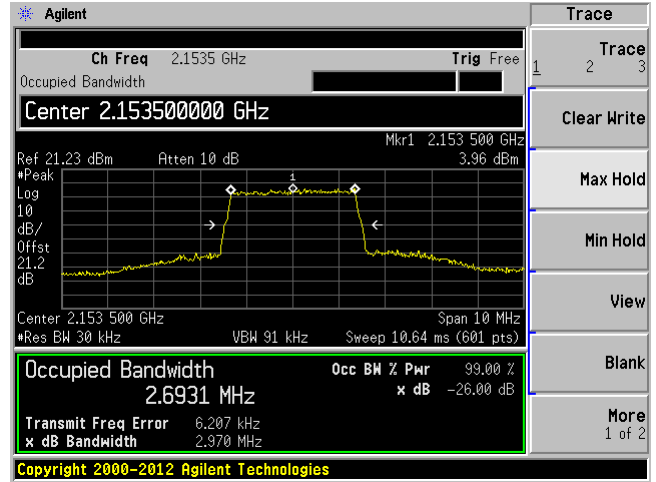 Agilent
Trace
Ch Freq 2.1535 GHz Trig Free
Occupied Bandwidth
Center 2.153500000 GHz
Mkr1 2.153 500 GHz
Ref 21.23 dBm Atten 10 dB 3.96 dBm
#Peak
Log
10
dB/
Offst
21.2
dB
1
Center 2.153 500 GHz Span 10 MHz
#Res BW 30 kHz VBW 91 kHz Sweep 10.64 ms (601 pts)
Occupied Bandwidth Occ BW % Pwr 99.00 %
2.6931 MHz x dB -26.00 dB
Transmit Freq Error 6.207 kHz
x dB Bandwidth 2.970 MHz
Copyright 2000-2012 Agilent Technologies
Trace
1 2 3
Clear Write
Max Hold
Min Hold
View
Blank
More
1 of 2